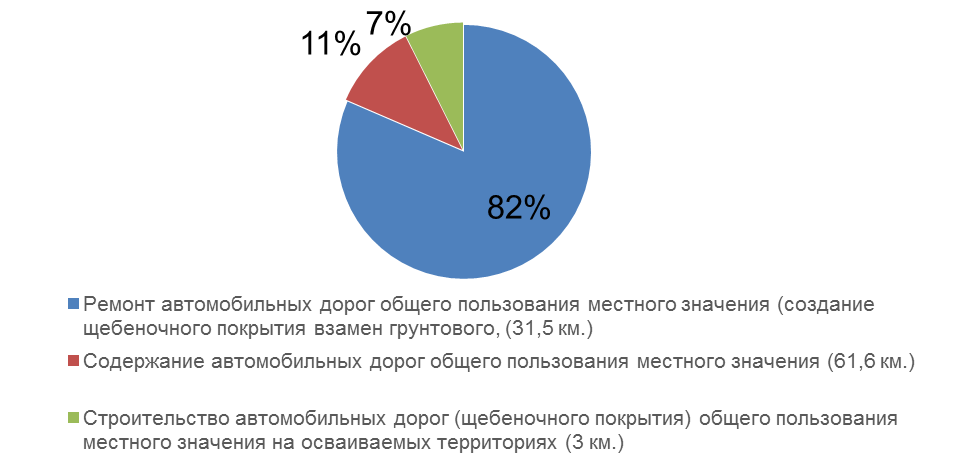 7%
11%
82%
Ремонт автомобильных дорог общего пользования местного значения (создание
щебеночного покрытия взамен грунтового, (31,5 км.)
Содержание автомобильных дорог общего пользования местного значения (61,6 км.)
Строительство автомобильных дорог (щебеночного покрытия) общего пользования
местного значения на осваиваемых территориях (3 км.)